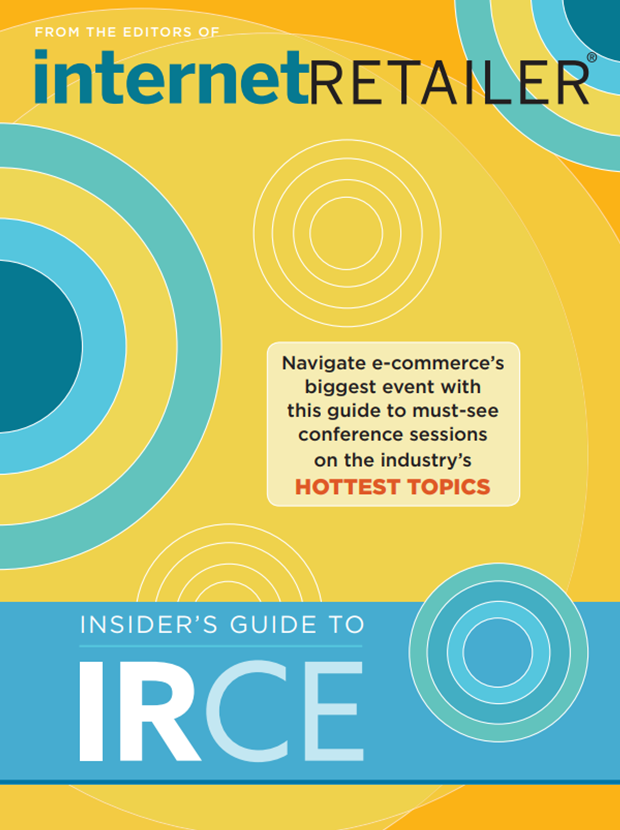 FROM THE EDITORS OF
internetRETAILER®
Navigate e-commerce's
biggest event with
this guide to must-see
conference sessions
on the industry's
HOTTEST TOPICS
INSIDER'S GUIDE TO
IRCE